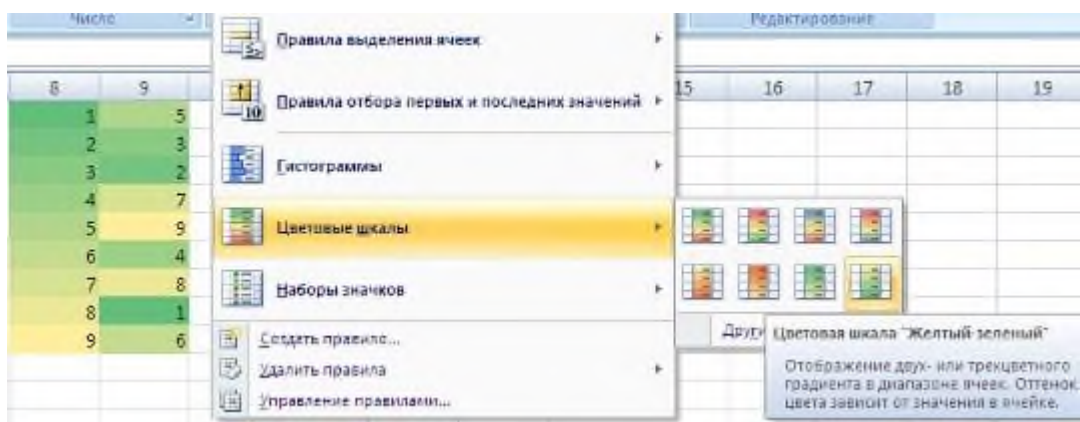 Число Редактирование
Правила выделения ячеек
8 9 15 16 17 18 19
Правила отбора первых и последних значений
1 5
2 3
3 2
Гистограммы
4 7
5 9
Цветовые шкалы
6 4
7 8
Наборы значков
8 1
9 6
Создать правило...
Други
Цветовая шкала "Желтый-зеленый"
Удалить правила
Управление правилами...
Отображение двух- или трехцветного
градиента в диапазоне ячеек. Оттенок
цвета зависит от значения в ячейке.